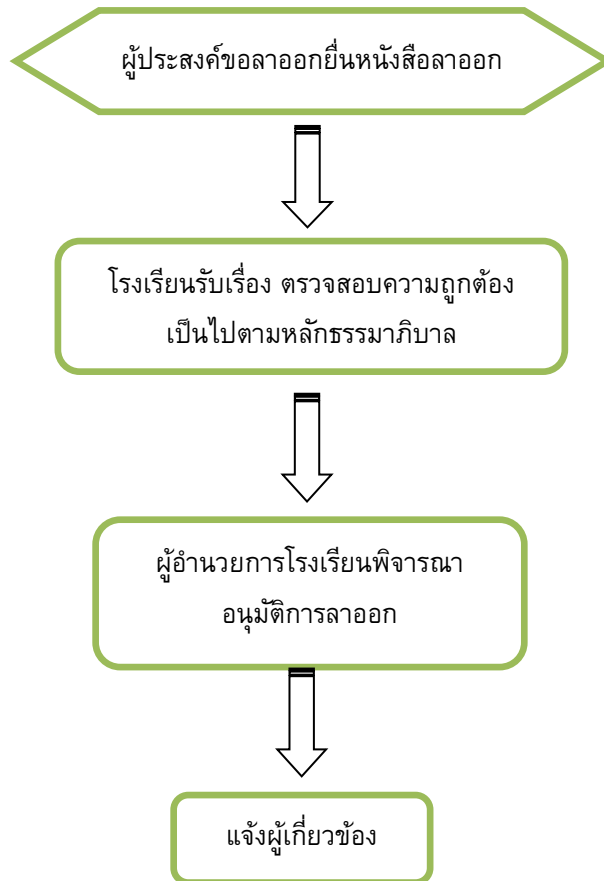 ผู้ประสงค์ขอลาออกยื่นหนังสือลาออก
โรงเรียนรับเรื่อง ตรวจสอบความถูกต้อง
เป็นไปตามหลักธรรมาภิบาล
ผู้อำนวยการโรงเรียนพิจารณา
อนุมัติการลาออก
แจ้งผู้เกี่ยวข้อง